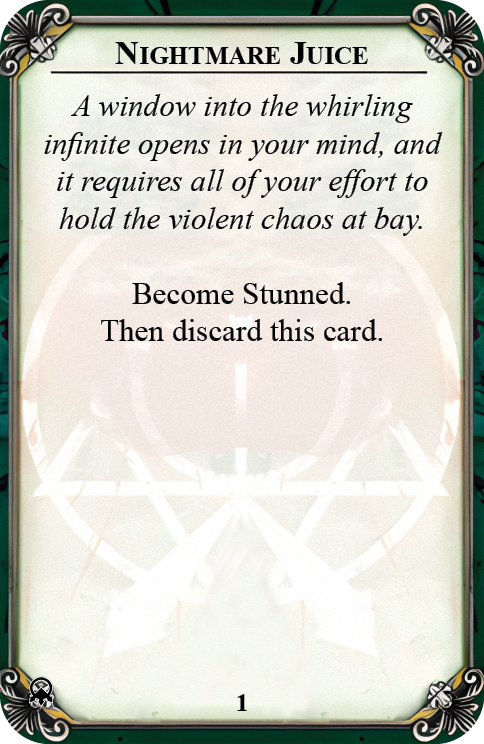 Nightmare Juice
A window into the whirling
infinite opens in your mind, and
it requires all of your effort to
hold the violent chaos at bay.
Become Stunned.
Then discard this card.
1